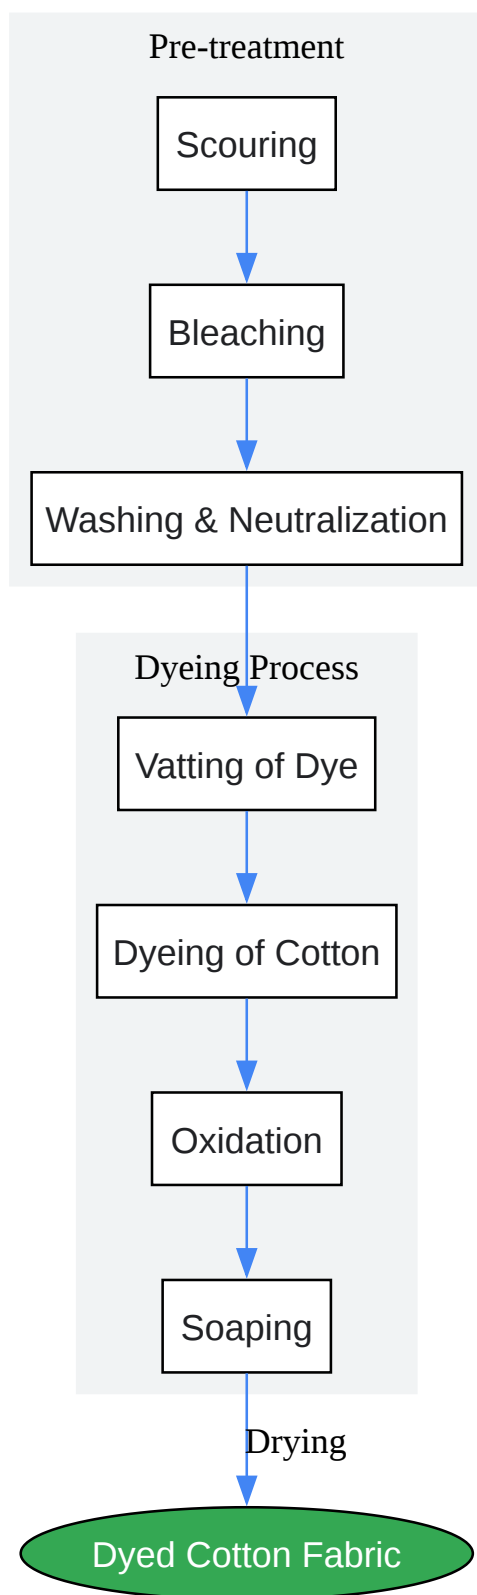 Pre-treatment
Scouring
Bleaching
Washing & Neutralization
Dyeing Process
Vatting of Dye
Dyeing of Cotton
Oxidation
Soaping
Drying
Dyed Cotton Fabric